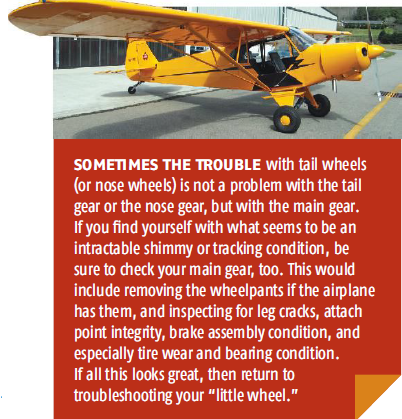 SOMETIMES THE TROUBLE with tail wheels
(or nose wheels) is not a problem with the tail
gear or the nose gear, but with the main gear.
If you find yourself with what seems to be an
intractable shimmy or tracking condition, be
sure to check your main gear, too. This would
include removing the wheelpants if the airplane
has them, and inspecting for leg cracks, attach
point integrity, brake assembly condition, and
especially tire wear and bearing condition.
If all this looks great, then return to
troubleshooting your “little wheel.”